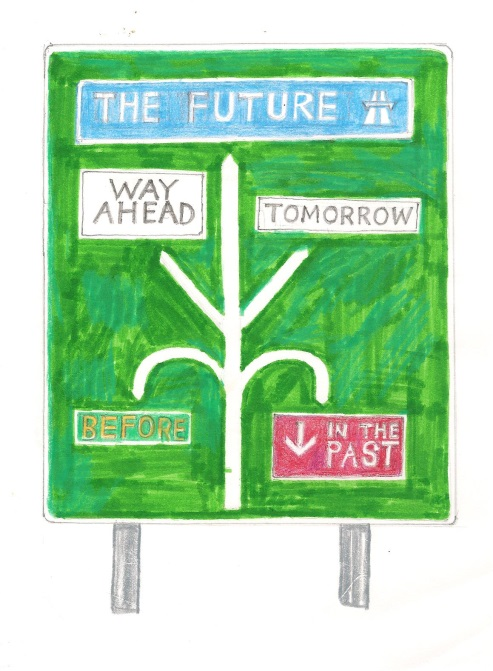 THE FUTURE
WAY
AHEAD
TOMORROW
BEFORE
IN THE
PAST